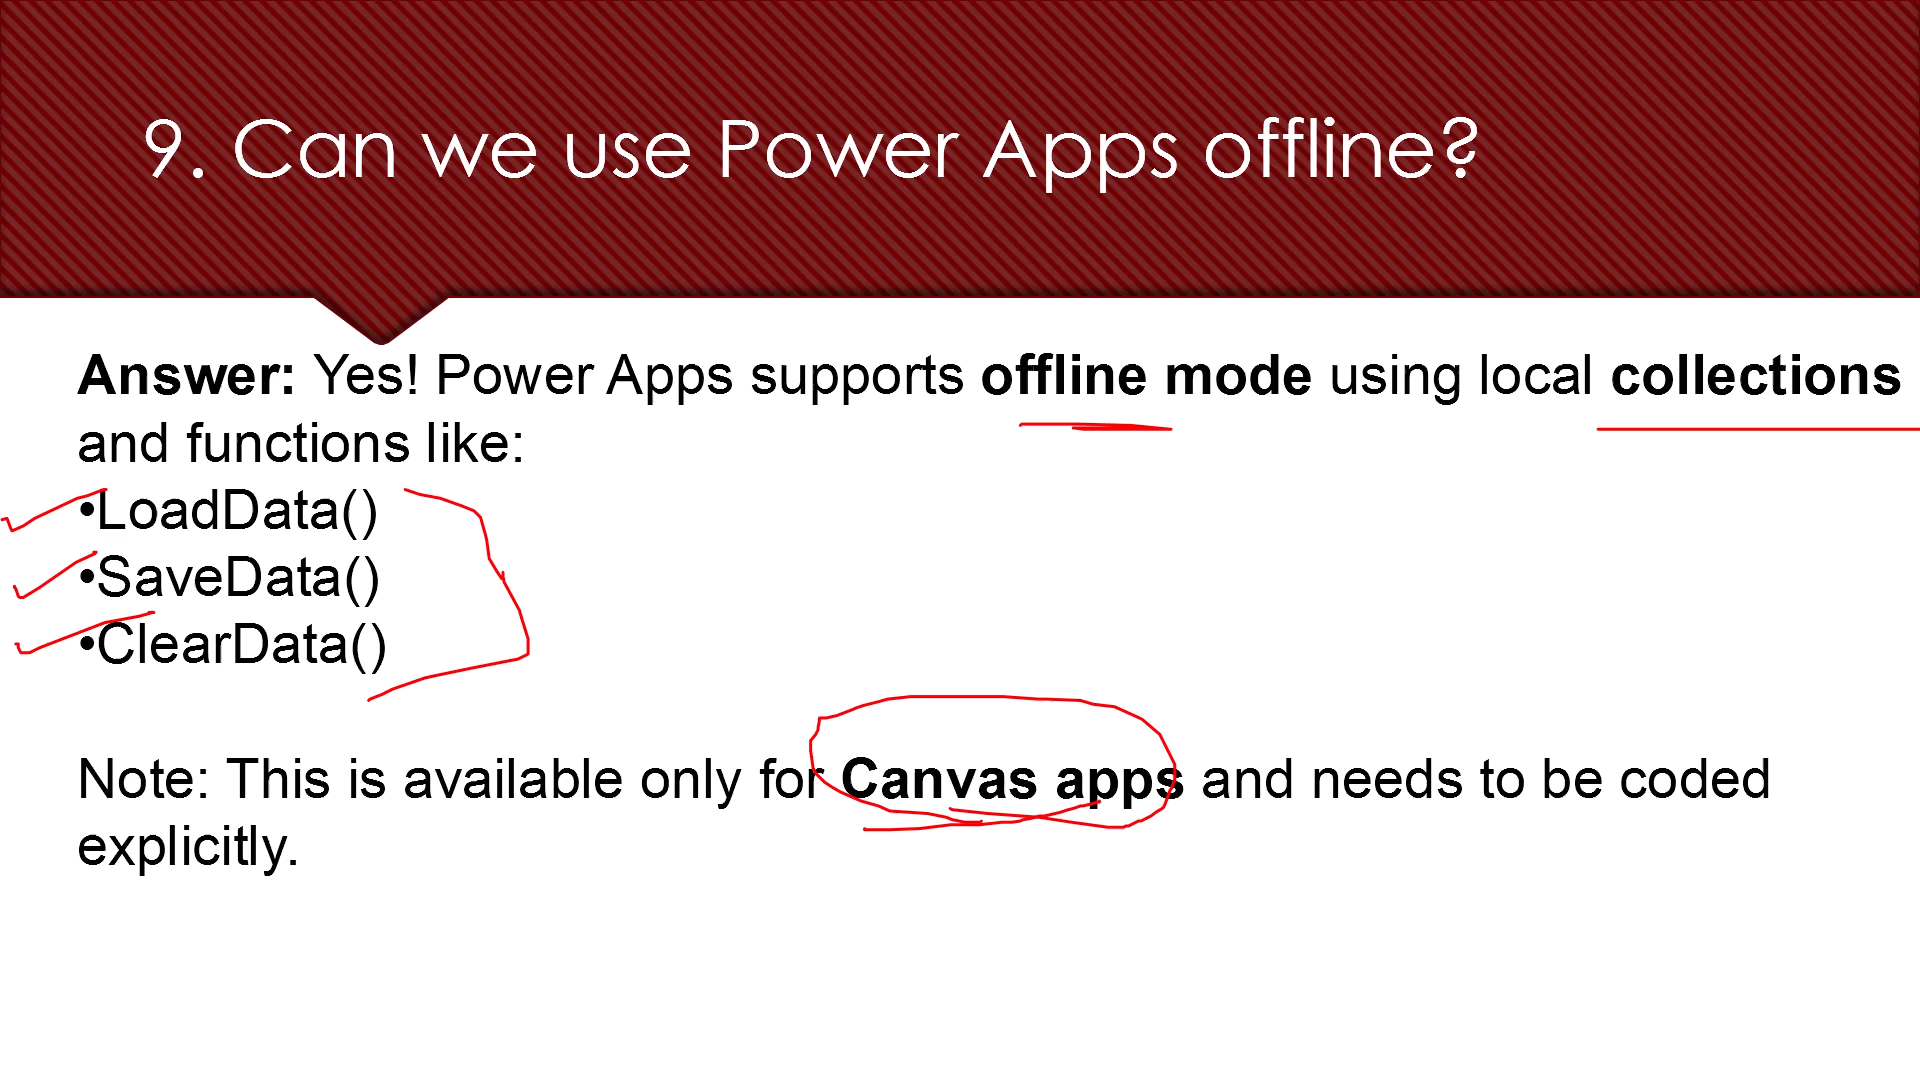 9. Can we use Power Apps offline?
Answer: Yes! Power Apps supports offline mode using local collections
and functions like:
•LoadData()
•SaveData()
•ClearData()
Note: This is available only for Canvas apps and needs to be coded
explicitly.